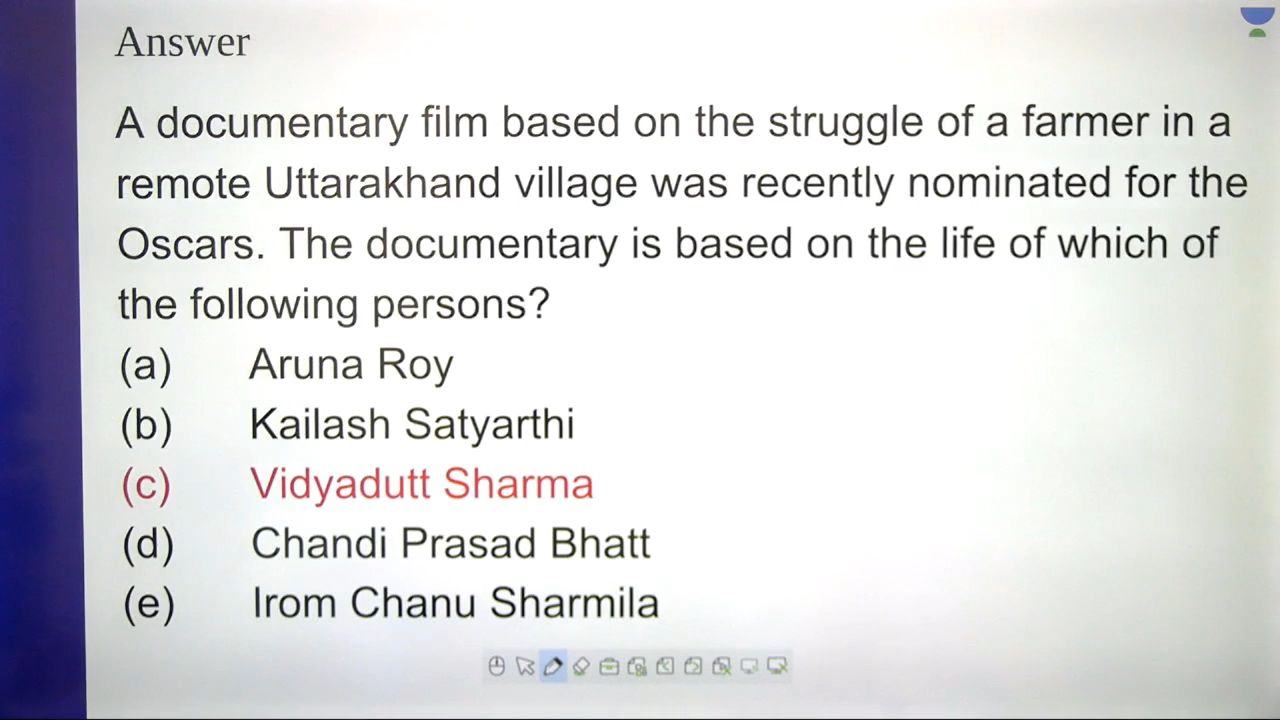 Answer
A documentary film based on the struggle of a farmer in a
remote Uttarakhand village was recently nominated for the
Oscars. The documentary is based on the life of which of
the following persons?
(a) Aruna Roy
(b) Kailash Satyarthi
(c) Vidyadutt Sharma
(d) Chandi Prasad Bhatt
(e) Irom Chanu Sharmila